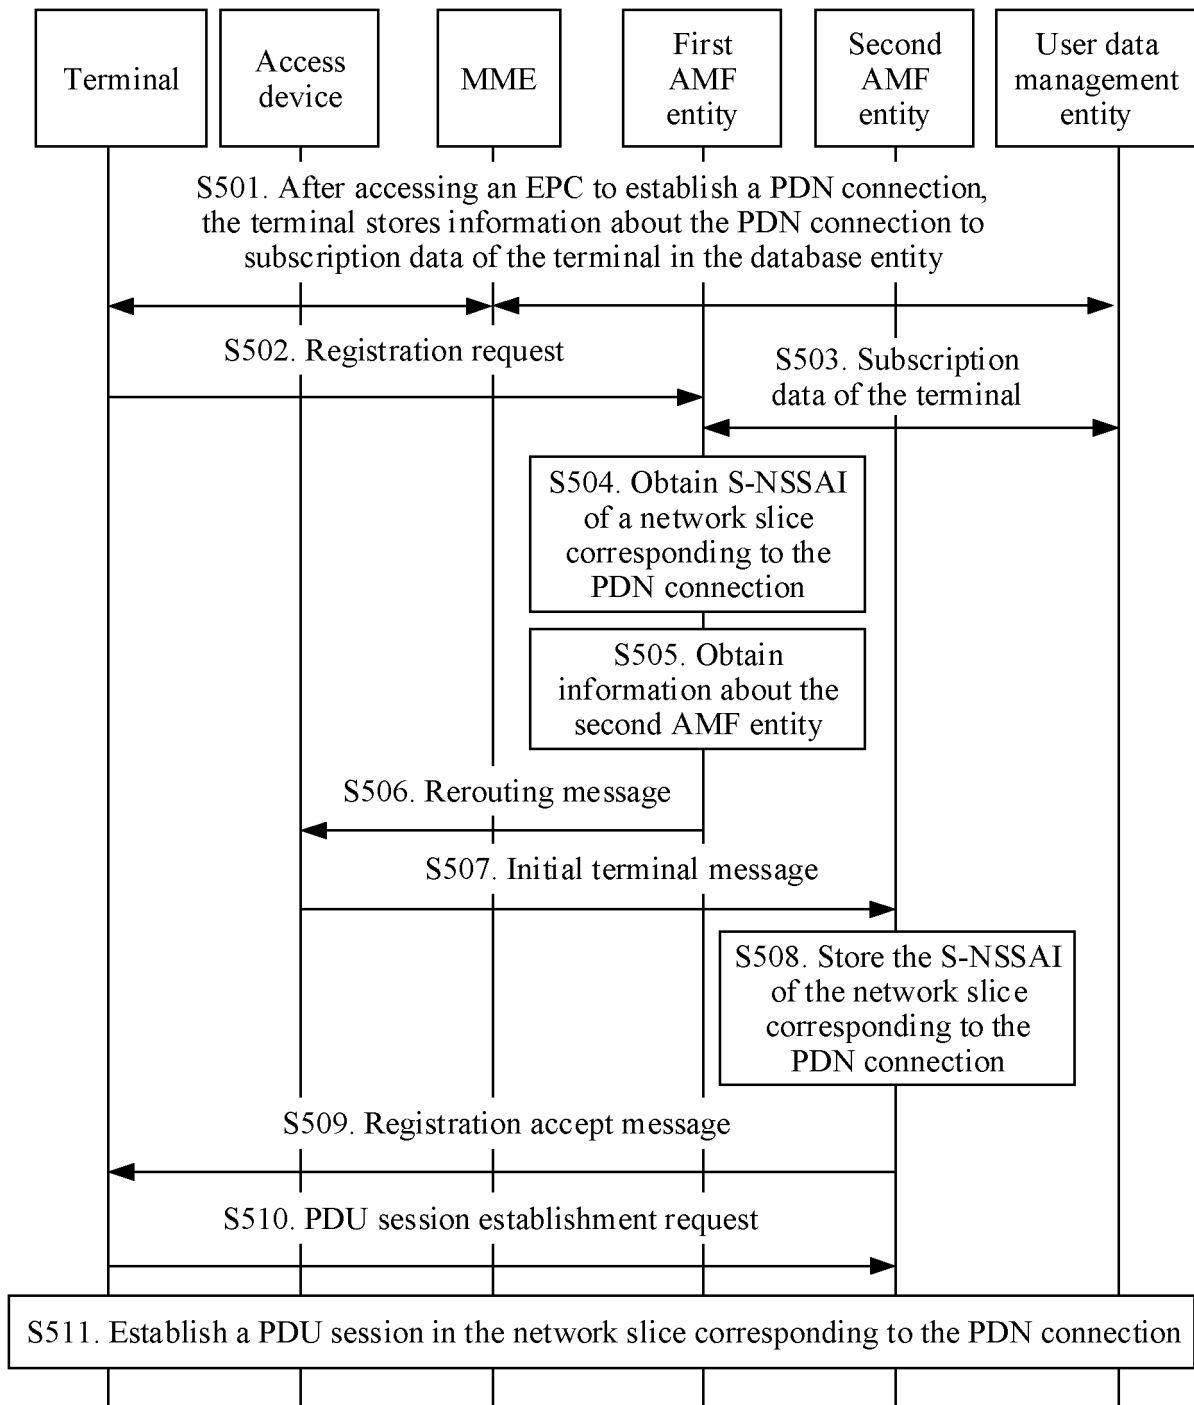 Terminal
Access
device
MME
First
AMF
entity
Second
AMF
entity
User data
management
entity
S501. After accessing an EPC to establish a PDN connection,
the terminal stores information about the PDN connection to
subscription data of the terminal in the database entity
S502. Registration request
S503. Subscription
data of the terminal
S504. Obtain S-NSSAI
of a network slice
corresponding to the
PDN connection
S505. Obtain
information about the
second AMF entity
S506. Rerouting message
S507. Initial terminal message
S508. Store the S-NSSAI
of the network slice
corresponding to the
PDN connection
S509. Registration accept message
S510. PDU session establishment request
S511. Establish a PDU session in the network slice corresponding to the PDN connection